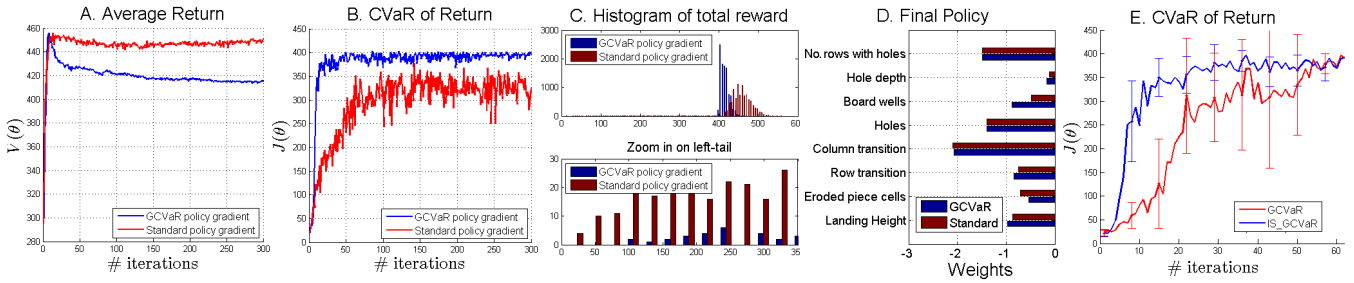 A. Average Return
V(θ)
460
440
420
400
380
360
340
320
300
280
0 50 100 150 200 250 300
# iterations
GCVaR policy gradient
Standard policy gradient
B. CVaR of Return
J(θ)
450
400
350
300
250
200
150
100
50
0
0 50 100 150 200 250 300
# iterations
GCVaR policy gradient
Standard policy gradient
C. Histogram of total reward
3000
2000
1000
0
GCVaR policy gradient
Standard policy gradient
0 100 200 300 400 500 60
Zoom in on left-tail
30
20
10
0
GCVaR policy gradient
Standard policy gradient
0 50 100 150 200 250 300 35
D. Final Policy
No. rows with holes
Hole depth
Board wells
Holes
Column transition
Row transition
Eroded piece cells
Landing Height
GCVaR
Standard
-3 -2 -1 0
Weights
E. CVaR of Return
J(θ)
450
400
350
300
250
200
150
100
50
0
0 10 20 30 40 50 60
# iterations
GCVaR
IS_GCVaR